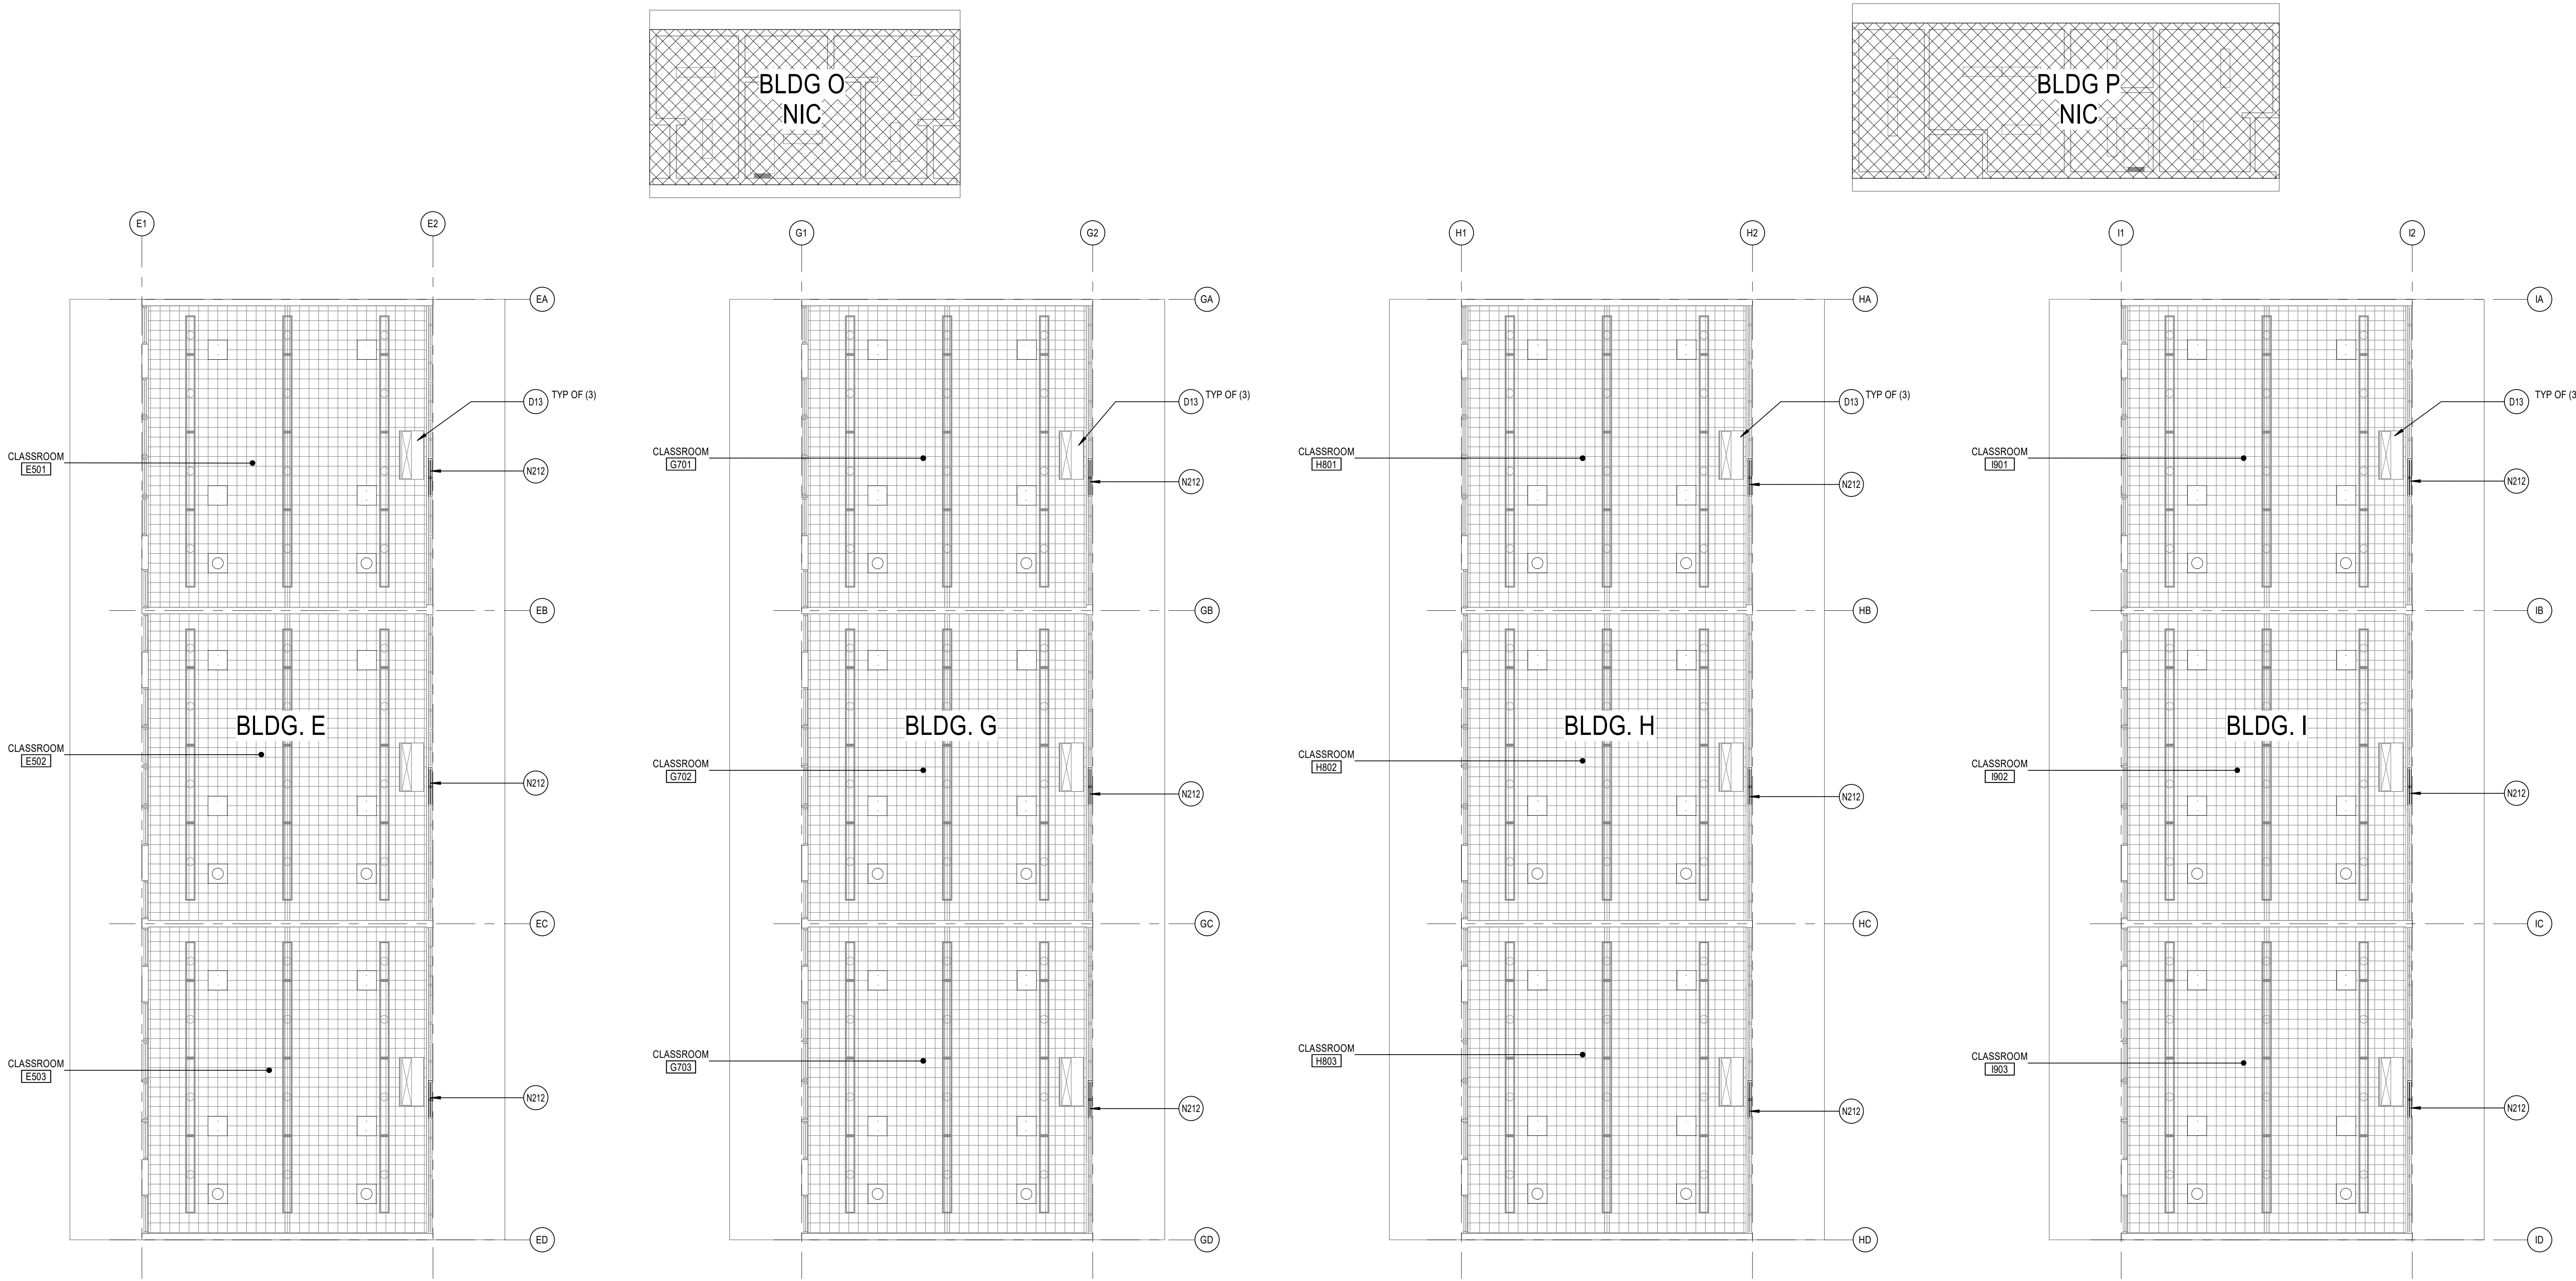 BLDG O
NIC
BLDG P
NIC
E1
E2
G1
G2
H1
H2
I1
I2
EA
GA
HA
IA
D13 TYP OF (3)
D13 TYP OF (3)
D13 TYP OF (3)
D13 TYP OF (3
CLASSROOM
E501
N212
CLASSROOM
G701
N212
CLASSROOM
H801
N212
CLASSROOM
I901
N212
EB
GB
HB
IB
BLDG. E
BLDG. G
BLDG. H
BLDG. I
CLASSROOM
E502
N212
CLASSROOM
G702
N212
CLASSROOM
H802
N212
CLASSROOM
I902
N212
EC
GC
HC
IC
CLASSROOM
E503
N212
CLASSROOM
G703
N212
CLASSROOM
H803
N212
CLASSROOM
I903
N212
ED
GD
HD
ID